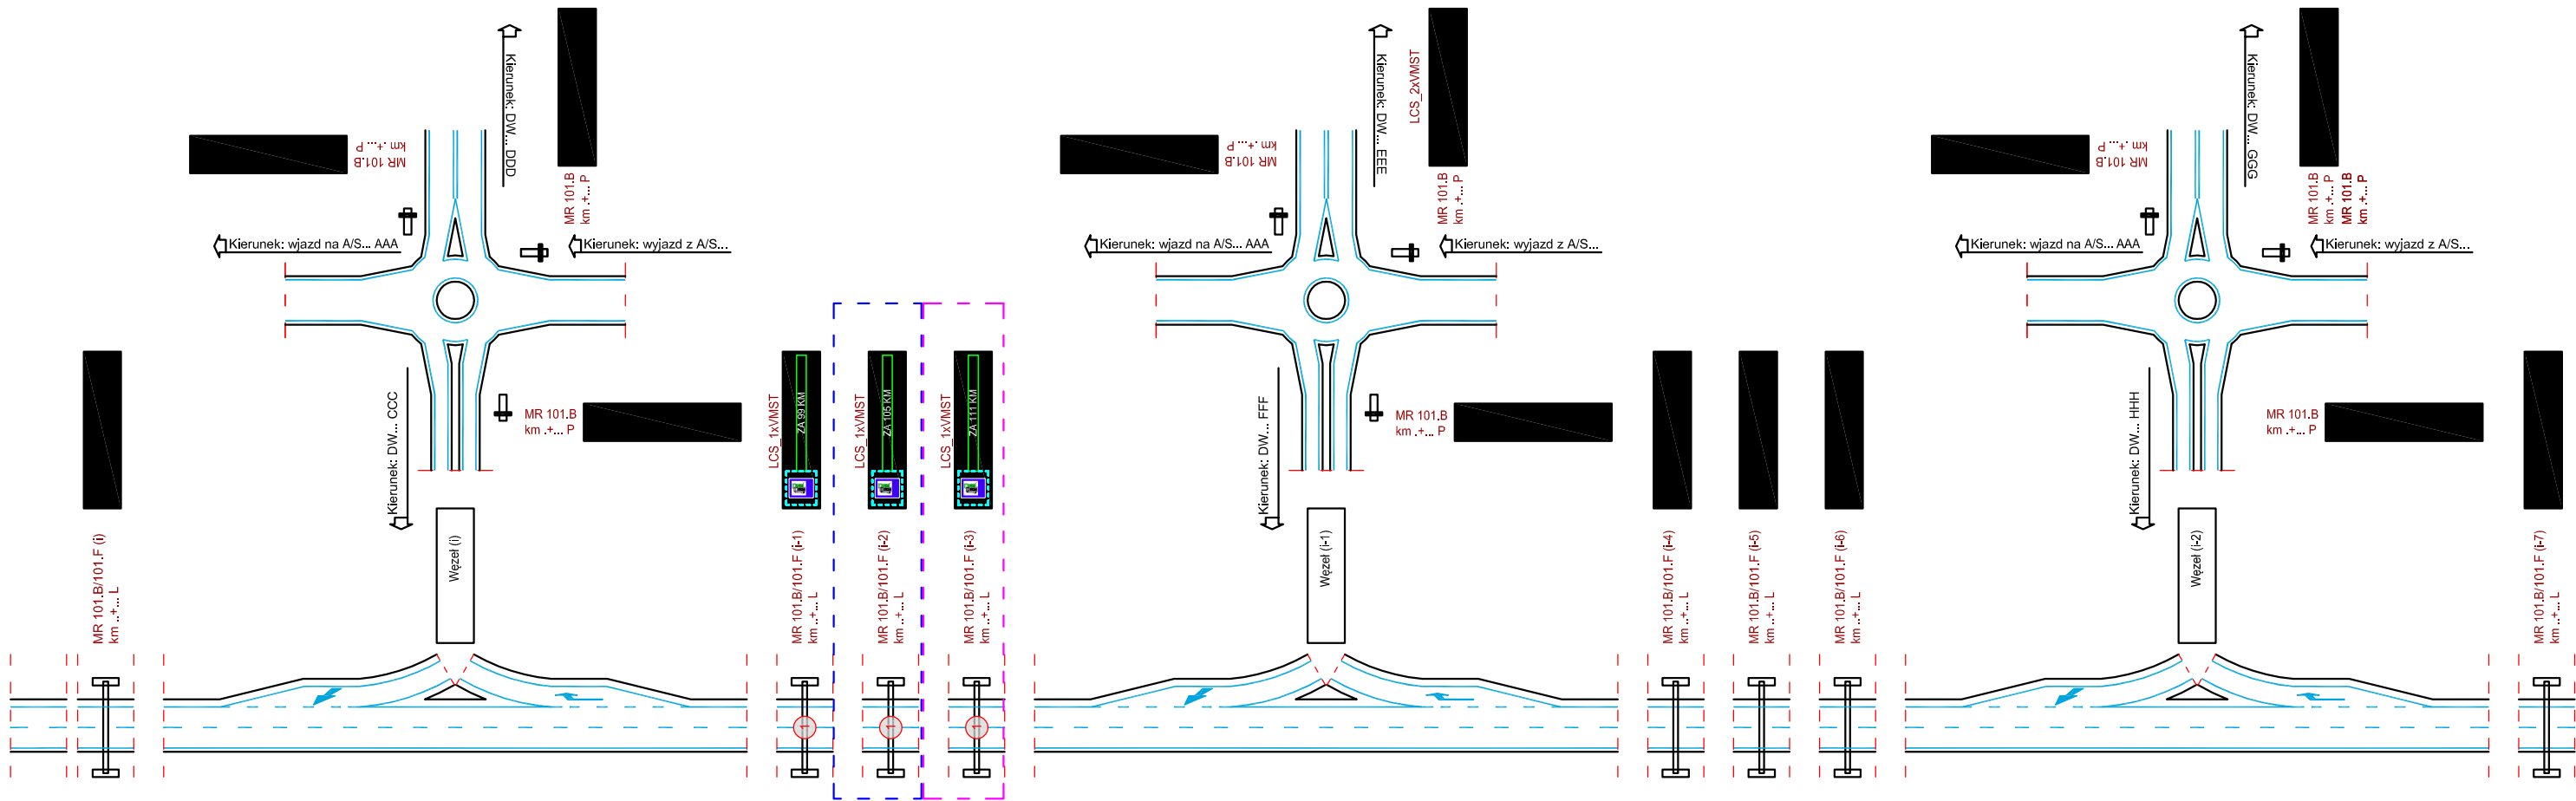 Kierunek: DW... DDD
MR 101.B
km .+... P
MR 101.B
km .+... P
Kierunek: wjazd na A/S... AAA
Kierunek: wyjazd z A/S...
Kierunek: DW... CCC
MR 101.B
km .+... P
Węzeł (i)
MR 101.B/101.F (i)
km .+... L
LCS_1xVMST
ZA 99 KM
MR 101.B/101.F (i-1)
km .+... L
1
LCS_1xVMST
ZA 105 KM
MR 101.B/101.F (i-2)
km .+... L
1
LCS_1xVMST
ZA 111 KM
MR 101.B/101.F (i-3)
km .+... L
1
Kierunek: DW... EEE
LCS_2xVMST
MR 101.B
km .+... P
MR 101.B
km .+... P
Kierunek: wjazd na A/S... AAA
Kierunek: wyjazd z A/S...
Kierunek: DW... FFF
MR 101.B
km .+... P
Węzeł (i-1)
MR 101.B/101.F (i-4)
km .+... L
MR 101.B/101.F (i-5)
km .+... L
MR 101.B/101.F (i-6)
km .+... L
Kierunek: DW... GGG
MR 101.B
km .+... P
MR 101.B
km .+... P
MR 101.B
km .+... P
Kierunek: wjazd na A/S... AAA
Kierunek: wyjazd z A/S...
Kierunek: DW... HHH
MR 101.B
km .+... P
Węzeł (i-2)
MR 101.B/101.F (i-7)
km .+... L